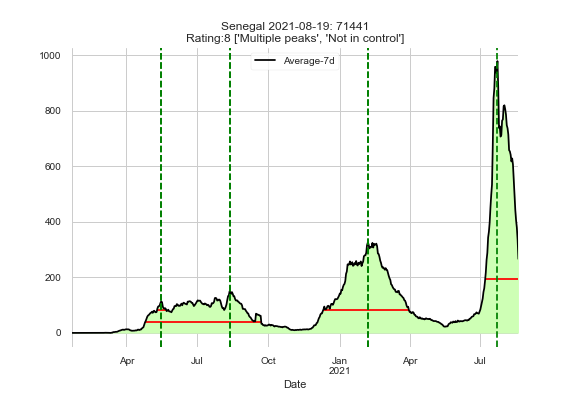 Senegal 2021-08-19: 71441
Rating:8 ['Multiple peaks', 'Not in control']
Average-7d
1000
800
600
400
200
0
Apr Jul Oct Jan Apr Jul
2021
Date